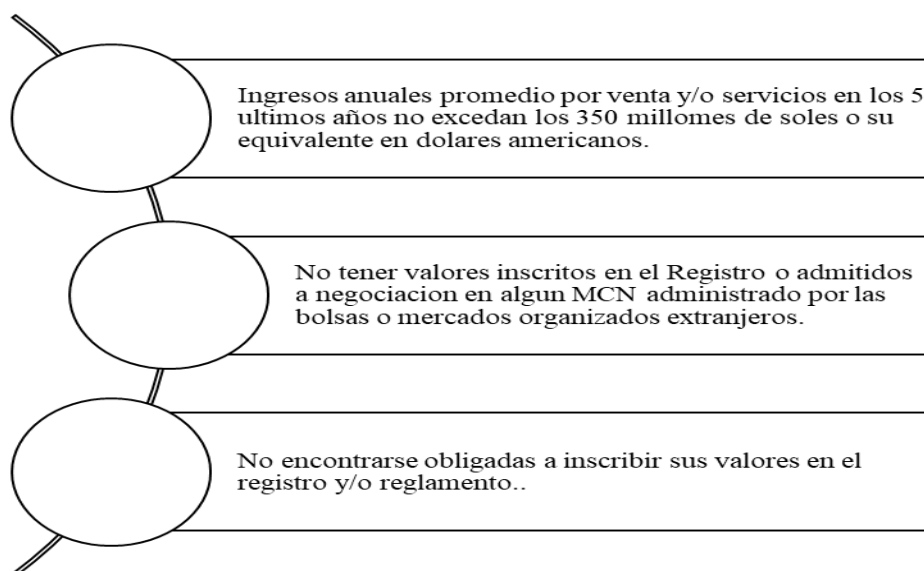 Ingresos anuales promedio por venta y/o servicios en los 5
ultimos años no excedan los 350 millomes de soles o su
equivalente en dolares americanos.
No tener valores inscritos en el Registro o admitidos
a negociacion en algun MCN administrado por las
bolsas o mercados organizados extranjeros.
No encontrarse obligadas a inscribir sus valores en el
registro y/o reglamento..